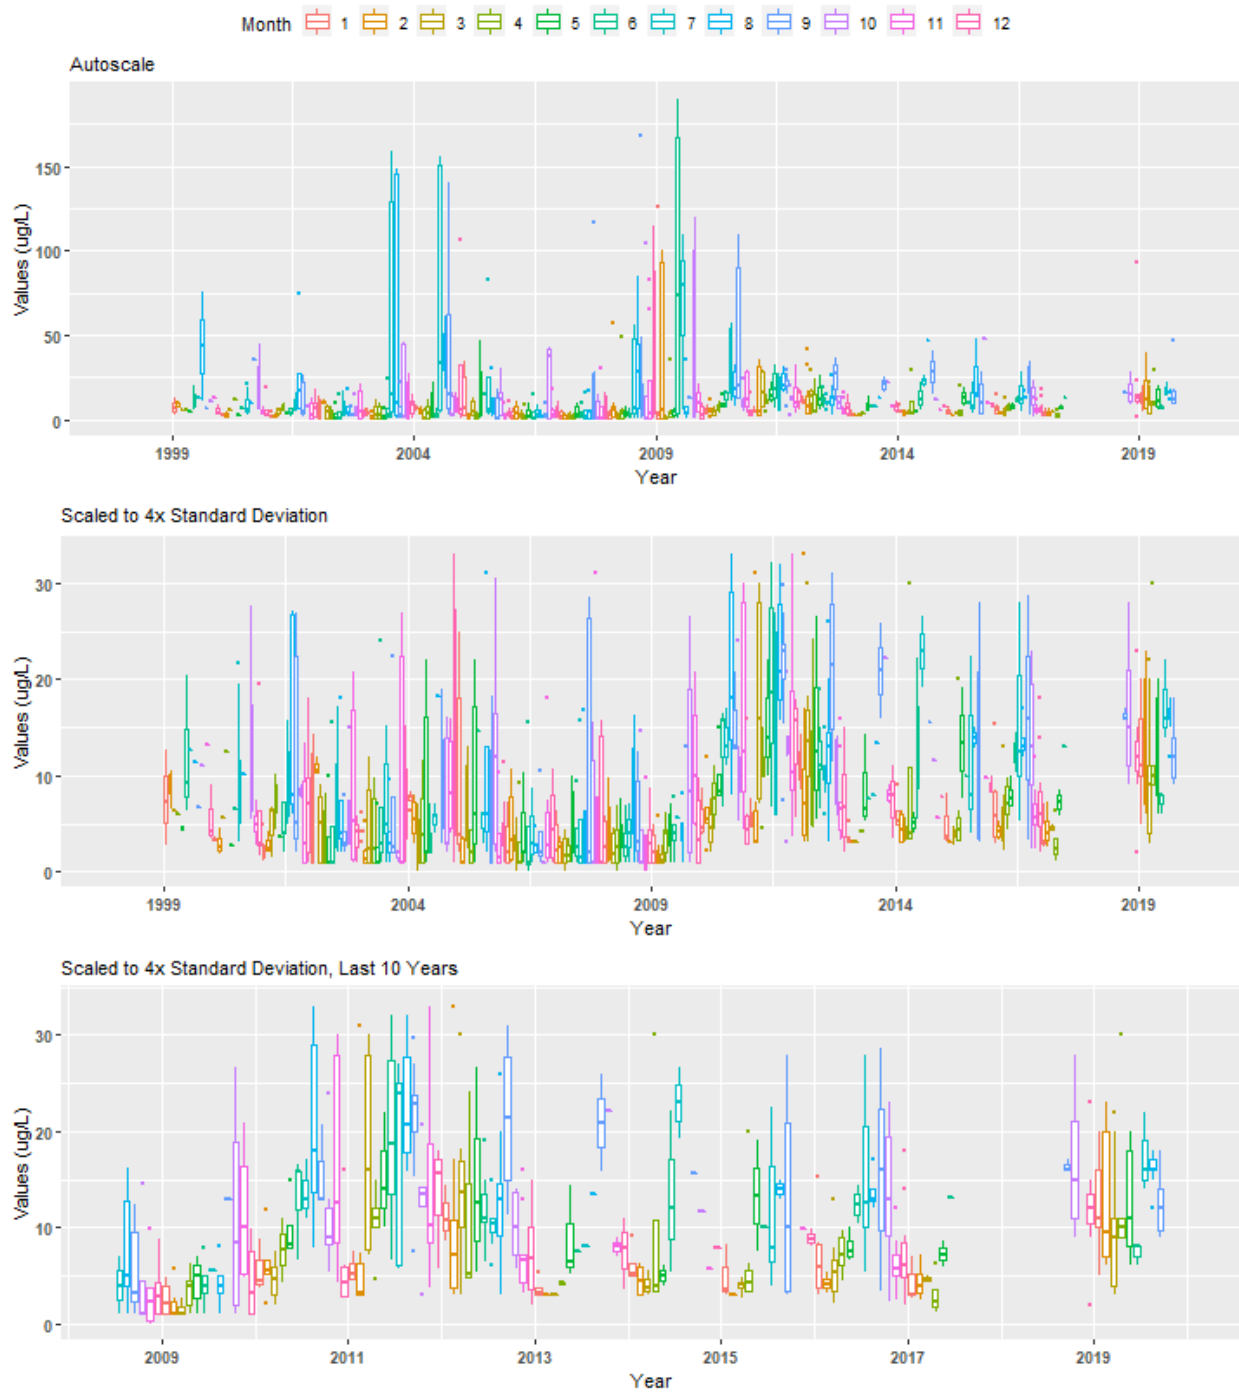 Month 1 2 3 4 5 6 7 8 9 10 11 12
Autoscale
Values (ug/L)
150
100
50
0
1999 2004 2009 2014 2019
Year
Scaled to 4x Standard Deviation
Values (ug/L)
30
20
10
0
1999 2004 2009 2014 2019
Year
Scaled to 4x Standard Deviation, Last 10 Years
Values (ug/L)
30
20
10
0
2009 2011 2013 2015 2017 2019
Year